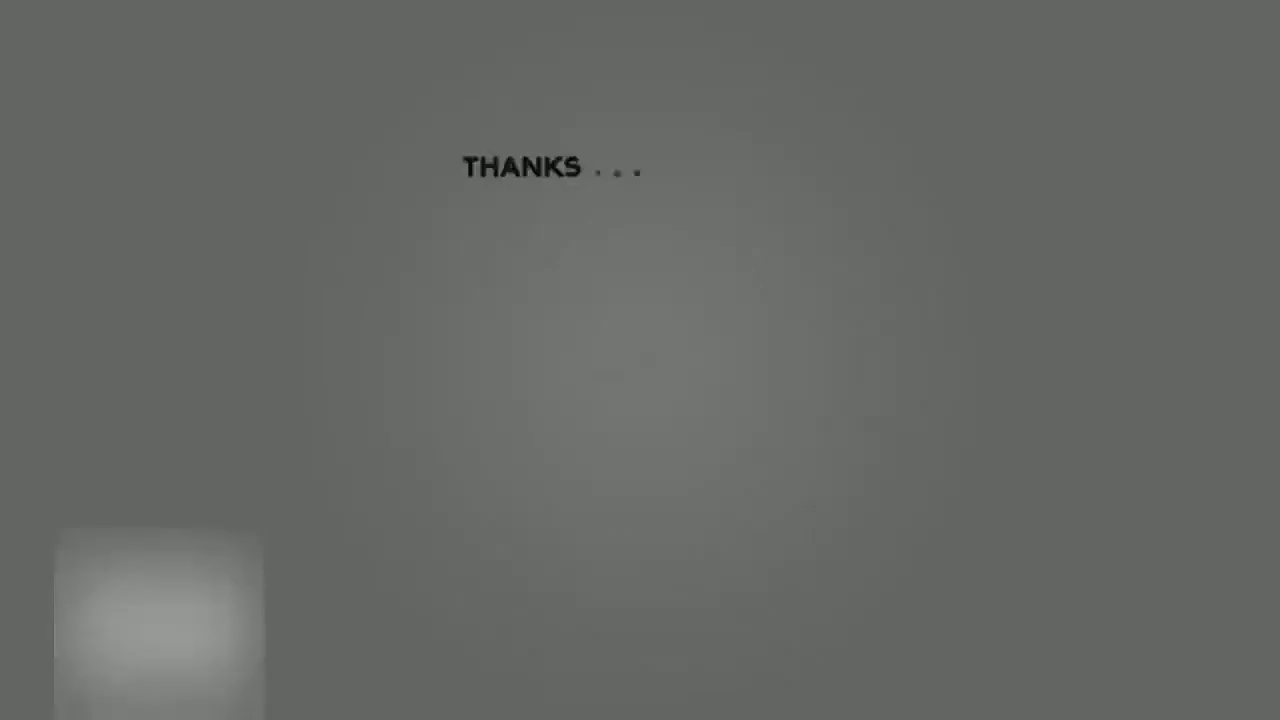 THANKS . . .